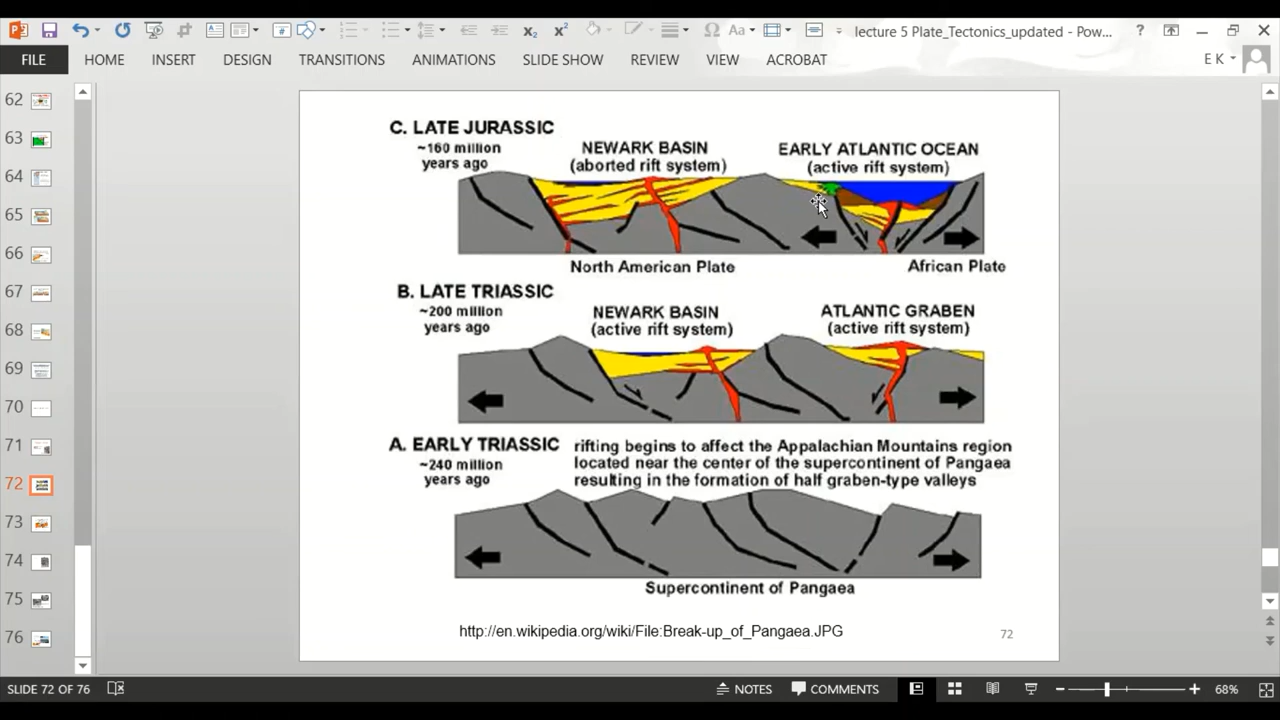 lecture 5 Plate_Tectonics_updated - Pow...
FILE HOME INSERT DESIGN TRANSITIONS ANIMATIONS SLIDE SHOW REVIEW VIEW ACROBAT E K
62
63
64
65
66
67
68
69
70
71
72
73
74
75
76
C. LATE JURASSIC
~160 million
years ago
NEWARK BASIN
(aborted rift system)
EARLY ATLANTIC OCEAN
(active rift system)
North American Plate
African Plate
B. LATE TRIASSIC
~200 million
years ago
NEWARK BASIN
(active rift system)
ATLANTIC GRABEN
(active rift system)
A. EARLY TRIASSIC
~240 million
years ago
rifting begins to affect the Appalachian Mountains region
located near the center of the supercontinent of Pangaea
resulting in the formation of half graben-type valleys
Supercontinent of Pangaea
http://en.wikipedia.org/wiki/File:Break-up_of_Pangaea.JPG
72
SLIDE 72 OF 76 NOTES COMMENTS 68%